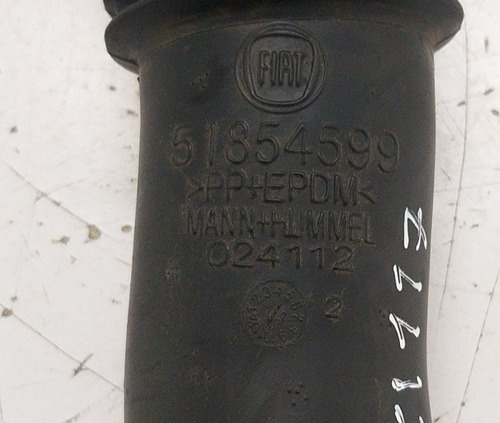 FIAT
51854599
>PP+EPDM<
MANN+HUMMEL
024112
2